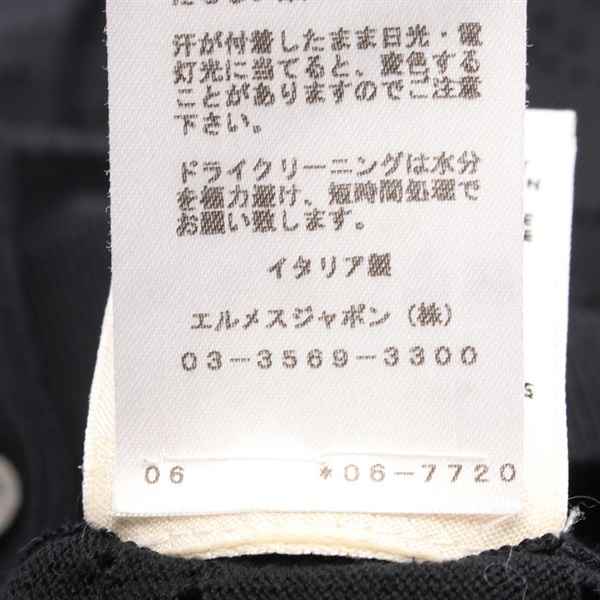 汗が付着したまま日光・電
灯光に当てると、変色する
ことがありますのでご注意
下さい。
ドライクリーニングは水分
を極力避け、短時間処理で
お願い致します。
イタリア製
エルメスジャポン（株）
03-3569-3300
06 *06-7720